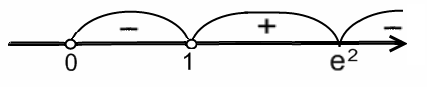 − + −
0 1 e²